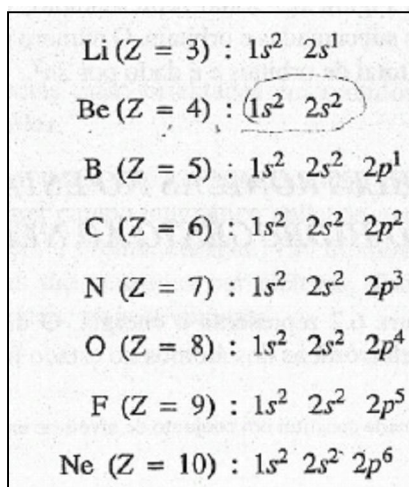 Li (Z = 3) : 1s² 2s¹
Be (Z = 4) : 1s² 2s²
B (Z = 5) : 1s² 2s² 2p¹
C (Z = 6) : 1s² 2s² 2p²
N (Z = 7) : 1s² 2s² 2p³
O (Z = 8) : 1s² 2s² 2p⁴
F (Z = 9) : 1s² 2s² 2p⁵
Ne (Z = 10) : 1s² 2s² 2p⁶